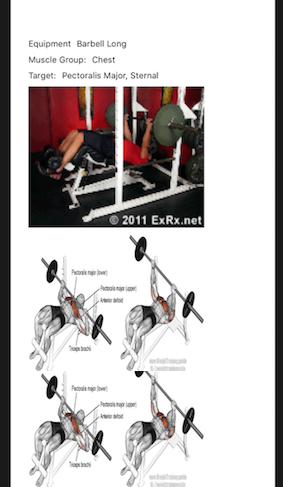 Equipment  Barbell Long
Muscle Group:  Chest
Target:  Pectoralis Major, Sternal
© 2011 ExRx.net
Pectoralis major (lower)
Pectoralis major (upper)
Anterior deltoid
Triceps brachii
Pectoralis major (lower)
Pectoralis major (upper)
Anterior deltoid
Triceps brachii